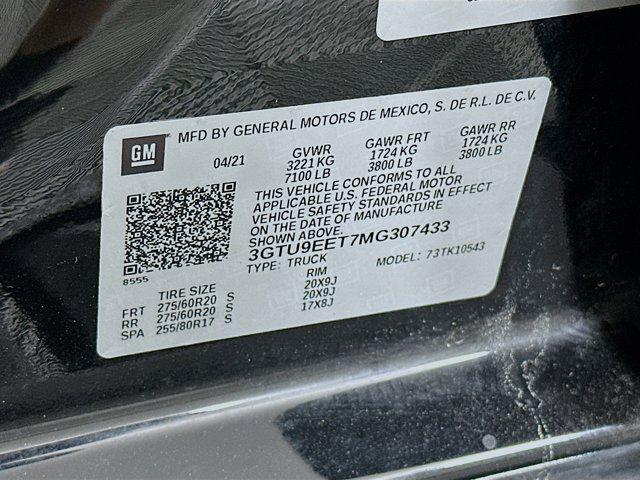 GM
MFD BY GENERAL MOTORS DE MEXICO, S. DE R.L. DE C.V.
04/21 GVWR GAWR FRT GAWR RR
3221 KG 1724 KG 1724 KG
7100 LB 3800 LB 3800 LB
THIS VEHICLE CONFORMS TO ALL
APPLICABLE U.S. FEDERAL MOTOR
VEHICLE SAFETY STANDARDS IN EFFECT
ON THE DATE OF MANUFACTURE
SHOWN ABOVE.
3GTU9EET7MG307433
8555 TYPE: TRUCK MODEL: 73TK10543
TIRE SIZE RIM
FRT 275/60R20 S 20X9J
RR 275/60R20 S 20X9J
SPA 255/80R17 S 17X8J